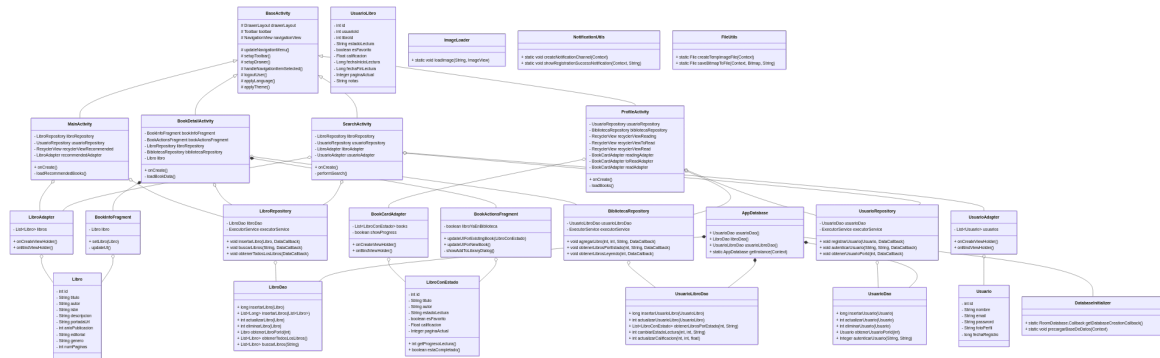 BaseActivity
# DrawerLayout drawerLayout
# Toolbar toolbar
# NavigationView navigationView
# updateNavigationMenu()
# setupToolbar()
# setupDrawer()
# handleNavigationItemSelected()
# logoutUser()
# applyLanguage()
# applyTheme()
UsuarioLibro
- int id
- int usuarioId
- int libroId
- String estadoLectura
- boolean esFavorito
- Float calificacion
- Long fechaInicioLectura
- Long fechaFinLectura
- Integer paginaActual
- String notas
ImageLoader
+ static void loadImage(String, ImageView)
NotificationUtils
+ static void createNotificationChannel(Context)
+ static void showRegistrationSuccessNotification(Context, String)
FileUtils
+ static File createTempImageFile(Context)
+ static File saveBitmapToFile(Context, Bitmap, String)
MainActivity
- LibroRepository libroRepository
- UsuarioRepository usuarioRepository
- RecyclerView recyclerViewRecommended
- LibroAdapter recommendedAdapter
+ onCreate()
- loadRecommendedBooks()
BookDetailActivity
- BookInfoFragment bookInfoFragment
- BookActionsFragment bookActionsFragment
- LibroRepository libroRepository
- BibliotecaRepository bibliotecaRepository
- Libro libro
+ onCreate()
- loadBookData()
SearchActivity
- LibroRepository libroRepository
- UsuarioRepository usuarioRepository
- LibroAdapter libroAdapter
- UsuarioAdapter usuarioAdapter
+ onCreate()
- performSearch()
ProfileActivity
- UsuarioRepository usuarioRepository
- BibliotecaRepository bibliotecaRepository
- RecyclerView recyclerViewReading
- RecyclerView recyclerViewToRead
- RecyclerView recyclerViewRead
- BookCardAdapter readingAdapter
- BookCardAdapter toReadAdapter
- BookCardAdapter readAdapter
+ onCreate()
- loadBooks()
LibroAdapter
- List<Libro> libros
+ onCreateViewHolder()
+ onBindViewHolder()
BookInfoFragment
- Libro libro
+ setLibro(Libro)
- updateUI()
LibroRepository
- LibroDao libroDao
- ExecutorService executorService
+ void insertarLibro(Libro, DataCallback)
+ void buscarLibros(String, DataCallback)
+ void obtenerTodosLosLibros(DataCallback)
BookCardAdapter
- List<LibroConEstado> books
- boolean showProgress
+ onCreateViewHolder()
+ onBindViewHolder()
BookActionsFragment
- boolean libroYaEnBiblioteca
+ updateUIForExistingBook(LibroConEstado)
+ updateUIForNewBook()
- showAddToLibraryDialog()
BibliotecaRepository
- UsuarioLibroDao usuarioLibroDao
- ExecutorService executorService
+ void agregarLibro(int, int, String, DataCallback)
+ void obtenerLibrosPorEstado(int, String, DataCallback)
+ void obtenerLibrosLeyendo(int, DataCallback)
AppDatabase
+ UsuarioDao usuarioDao()
+ LibroDao libroDao()
+ UsuarioLibroDao usuarioLibroDao()
+ static AppDatabase getInstance(Context)
UsuarioRepository
- UsuarioDao usuarioDao
- ExecutorService executorService
+ void registrarUsuario(Usuario, DataCallback)
+ void autenticarUsuario(String, String, DataCallback)
+ void obtenerUsuarioPorId(int, DataCallback)
UsuarioAdapter
- List<Usuario> usuarios
+ onCreateViewHolder()
+ onBindViewHolder()
Libro
- int id
- String titulo
- String autor
- String isbn
- String descripcion
- String portadaUrl
- int anioPublicacion
- String editorial
- String genero
- int numPaginas
LibroDao
+ long insertarLibro(Libro)
+ List<Long> insertarLibros(List<Libro>)
+ int actualizarLibro(Libro)
+ int eliminarLibro(Libro)
+ Libro obtenerLibroPorId(int)
+ List<Libro> obtenerTodosLosLibros()
+ List<Libro> buscarLibros(String)
LibroConEstado
- int id
- String titulo
- String autor
- String estadoLectura
- boolean esFavorito
- Float calificacion
- Integer paginaActual
+ int getProgresoLectura()
+ boolean estaCompletado()
UsuarioLibroDao
+ long insertarUsuarioLibro(UsuarioLibro)
+ int actualizarUsuarioLibro(UsuarioLibro)
+ List<LibroConEstado> obtenerLibrosPorEstado(int, String)
+ int cambiarEstadoLectura(int, int, String)
+ int actualizarCalificacion(int, int, float)
UsuarioDao
+ long insertarUsuario(Usuario)
+ int actualizarUsuario(Usuario)
+ int eliminarUsuario(Usuario)
+ Usuario obtenerUsuarioPorId(int)
+ Integer autenticarUsuario(String, String)
Usuario
- int id
- String nombre
- String email
- String password
- String fotoPerfil
- long fechaRegistro
DatabaseInitializer
+ static RoomDatabase.Callback getDatabaseCreationCallback()
+ static void precargarBaseDeDatos(Context)